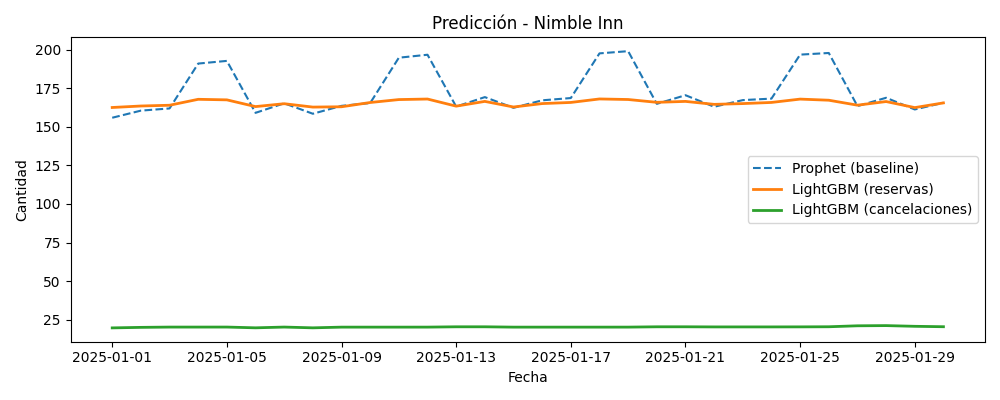 Predicción - Nimble Inn
Cantidad
200
175
150
125
100
75
50
25
Prophet (baseline)
LightGBM (reservas)
LightGBM (cancelaciones)
2025-01-01 2025-01-05 2025-01-09 2025-01-13 2025-01-17 2025-01-21 2025-01-25 2025-01-29
Fecha